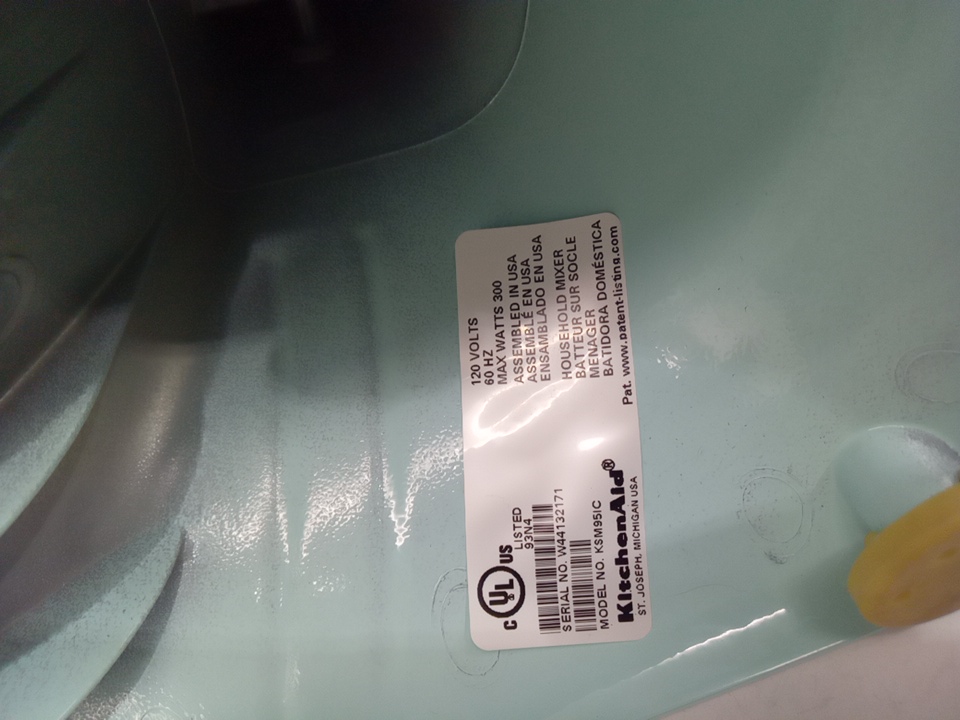 C UL US
LISTED
93N4
SERIAL NO. W44132171
MODEL NO. KSM95IC
KitchenAid®
ST. JOSEPH, MICHIGAN USA
120 VOLTS
60 HZ
MAX WATTS 300
ASSEMBLED IN USA
ASSEMBLÉ EN USA
ENSAMBLADO EN USA
HOUSEHOLD MIXER
BATTEUR SUR SOCLE
MENAGER
BATIDORA DOMÉSTICA
Pat. www.patent-listing.com